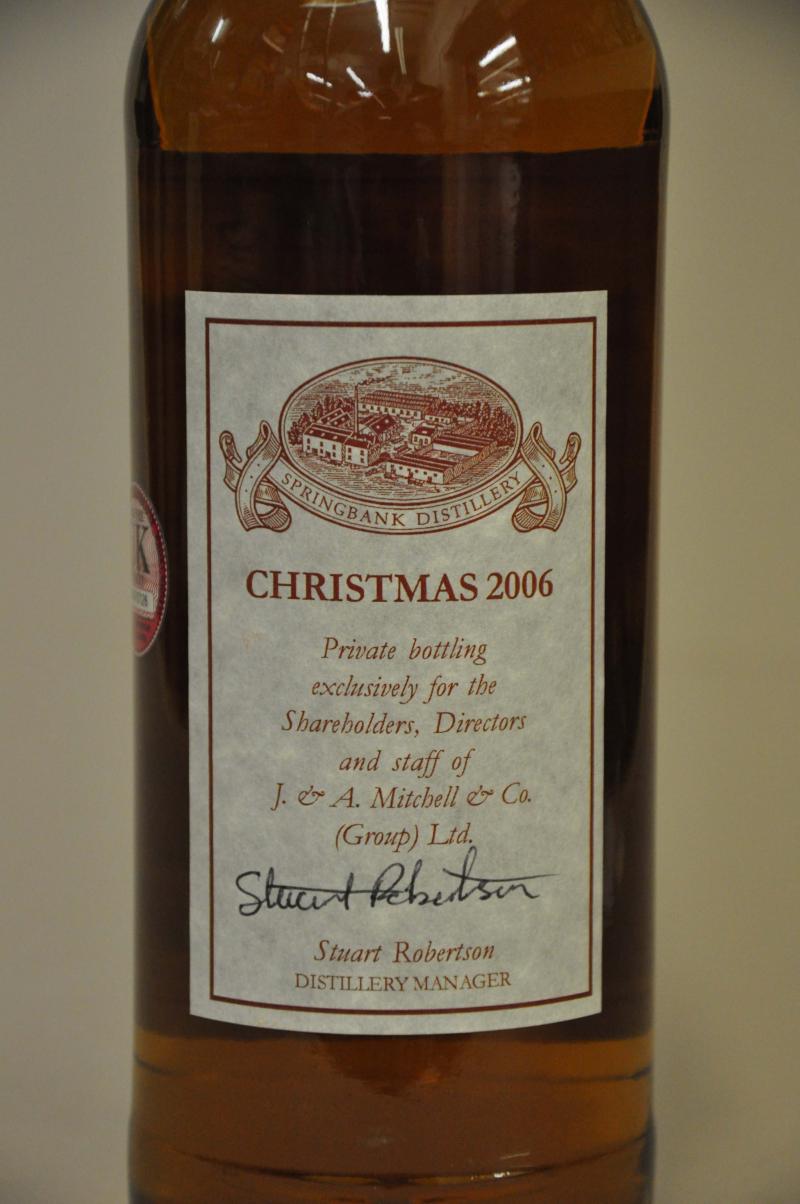 SPRINGBANK DISTILLERY
CHRISTMAS 2006
Private bottling
exclusively for the
Shareholders, Directors
and staff of
J. & A. Mitchell & Co.
(Group) Ltd.
Stuart Robertson
Stuart Robertson
DISTILLERY MANAGER
K